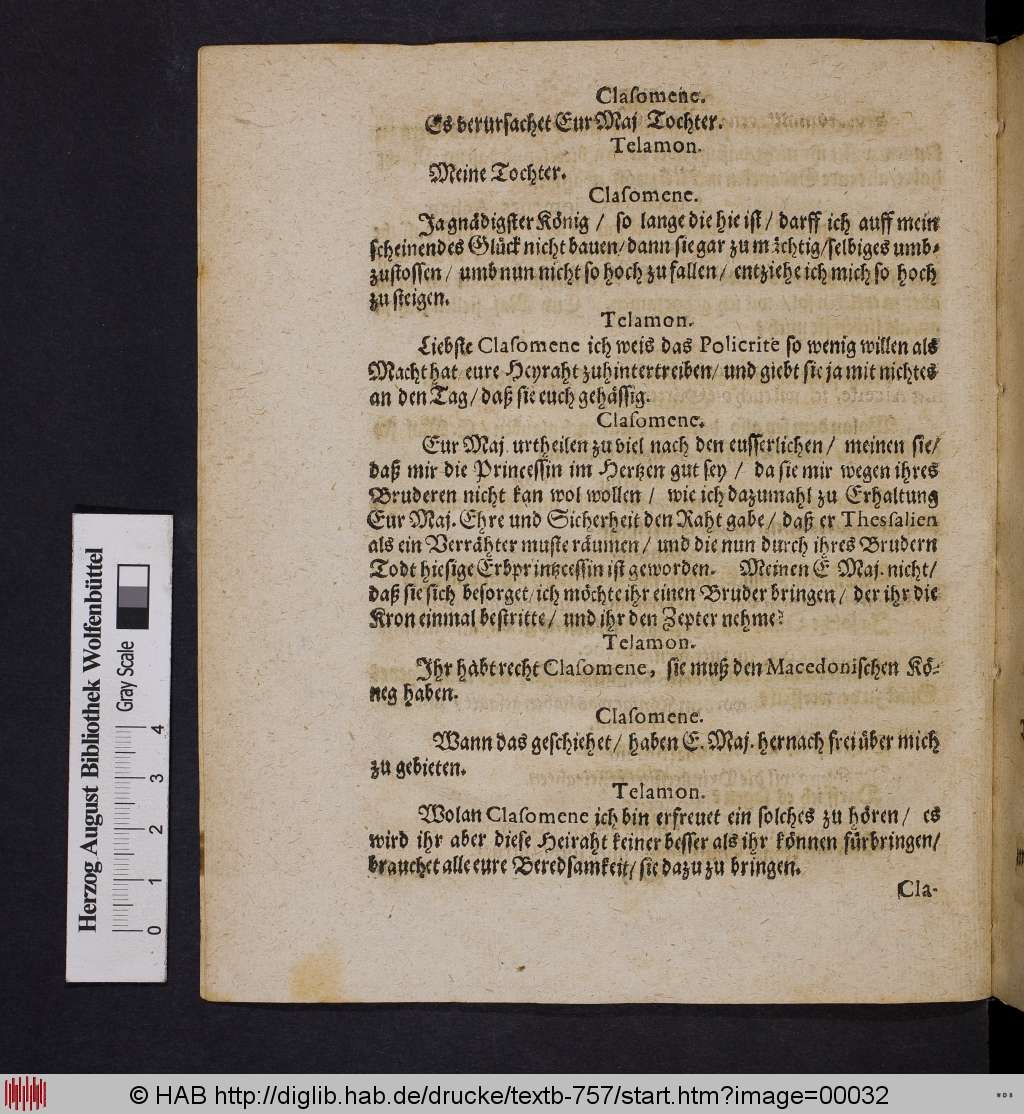 Claſomene.
Es verurſachet Eur Maj Tochter.
Telamon.
Meine Tochter.
Claſomene.
Ja gnädigſter König / ſo lange die hie iſt / darff ich auff mein
ſcheinendes Glück nicht bauen / dann ſie gar zu mächtig / ſelbiges umb-
zuſtoſſen / umb nun nicht ſo hoch zu fallen / entziehe ich mich ſo hoch
zu ſteigen.
Telamon.
Liebſte Claſomene ich weis das Policrite ſo wenig willen als
Macht hat eure Heyraht zuhintertreiben / und giebt ſie ja mit nichtes
an den Tag / daß ſie euch gehäſſig.
Claſomene.
Eur Maj. urtheilen zu viel nach den euſſerlichen / meinen ſie /
daß mir die Princeſſin im Hertzen gut ſey / da ſie mir wegen ihres
Bruderen nicht kan wol wollen / wie ich dazumahl zu Erhaltung
Eur Maj. Ehre und Sicherheit den Raht gabe / daß er Theſſalien
als ein Verrähter muſte räumen / und die nun durch ihres Brudern
Todt hieſige Erbprintzceſſin iſt geworden. Meinen E Maj. nicht /
daß ſie ſich beſorget / ich möchte ihr einen Bruder bringen / der ihr die
Kron einmal beſtritte / und ihr den Zepter nehme?
Telamon.
Ihr habt recht Claſomene, ſie muß den Macedoniſchen Kö-
neg haben.
Claſomene.
Wann das geſchiehet / haben E. Maj. hernach frei über mich
zu gebieten.
Telamon.
Wolan Claſomene ich bin erfreuet ein ſolches zu hören / es
wird ihr aber dieſe Heiraht keiner beſſer als ihr können fürbringen /
brauchet alle eure Beredſamkeit / ſie dazu zu bringen.
Cla-
Herzog August Bibliothek Wolfenbüttel
Gray Scale
0 1 2 3 4
© HAB http://diglib.hab.de/drucke/textb-757/start.htm?image=00032